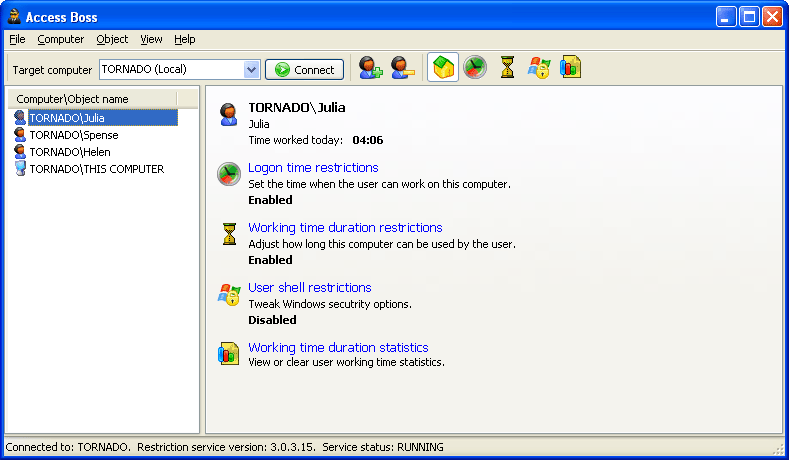 Access Boss
File Computer Object View Help
Target computer TORNADO (Local) Connect
Computer\Object name
TORNADO\Julia
TORNADO\Spense
TORNADO\Helen
TORNADO\THIS COMPUTER
TORNADO\Julia
Julia
Time worked today: 04:06
Logon time restrictions
Set the time when the user can work on this computer.
Enabled
Working time duration restrictions
Adjust how long this computer can be used by the user.
Enabled
User shell restrictions
Tweak Windows secutrity options.
Disabled
Working time duration statistics
View or clear user working time statistics.
Connected to: TORNADO. Restriction service version: 3.0.3.15. Service status: RUNNING